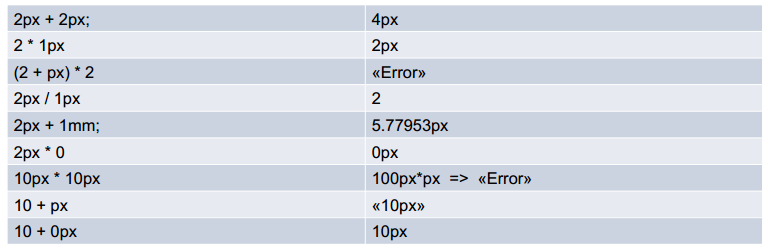 2px + 2px; 4px
2 * 1px 2px
(2 + px) * 2 «Error»
2px / 1px 2
2px + 1mm; 5.77953px
2px * 0 0px
10px * 10px 100px*px => «Error»
10 + px «10px»
10 + 0px 10px